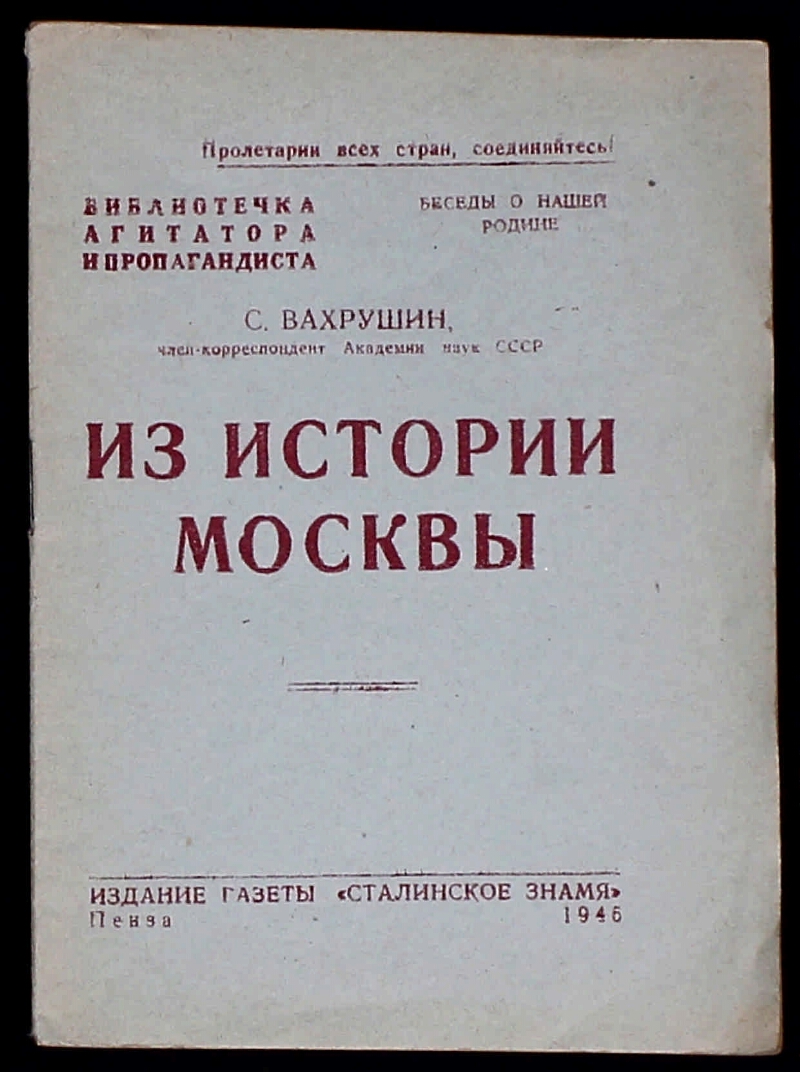 Пролетарии всех стран, соединяйтесь!
БИБЛИОТЕЧКА
АГИТАТОРА
И ПРОПАГАНДИСТА
БЕСЕДЫ О НАШЕЙ
РОДИНЕ
С. ВАХРУШИН,
член-корреспондент Академии наук СССР
ИЗ ИСТОРИИ
МОСКВЫ
ИЗДАНИЕ ГАЗЕТЫ «СТАЛИНСКОЕ ЗНАМЯ»
Пенза 1946